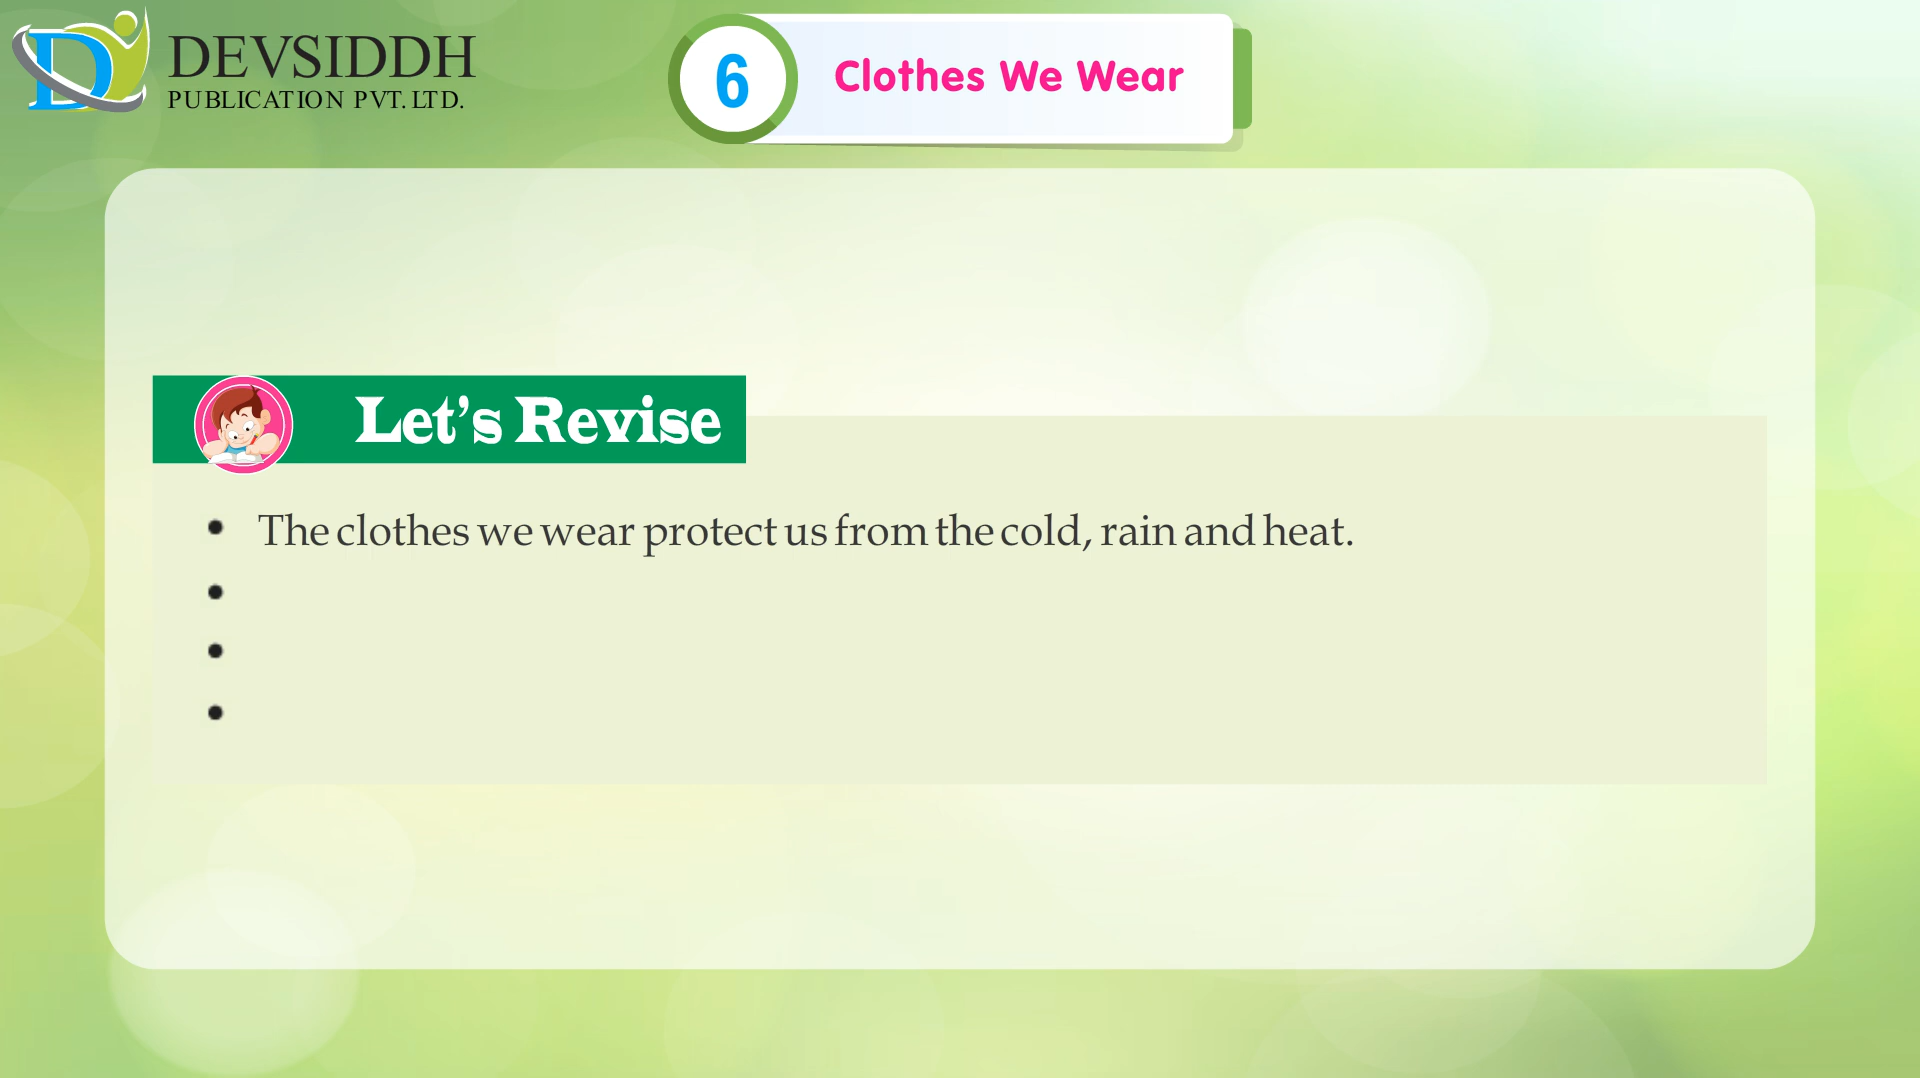 DEVSIDDH
PUBLICATION PVT. LTD.
6
Clothes We Wear
Let's Revise
• The clothes we wear protect us from the cold, rain and heat.
•
•
•